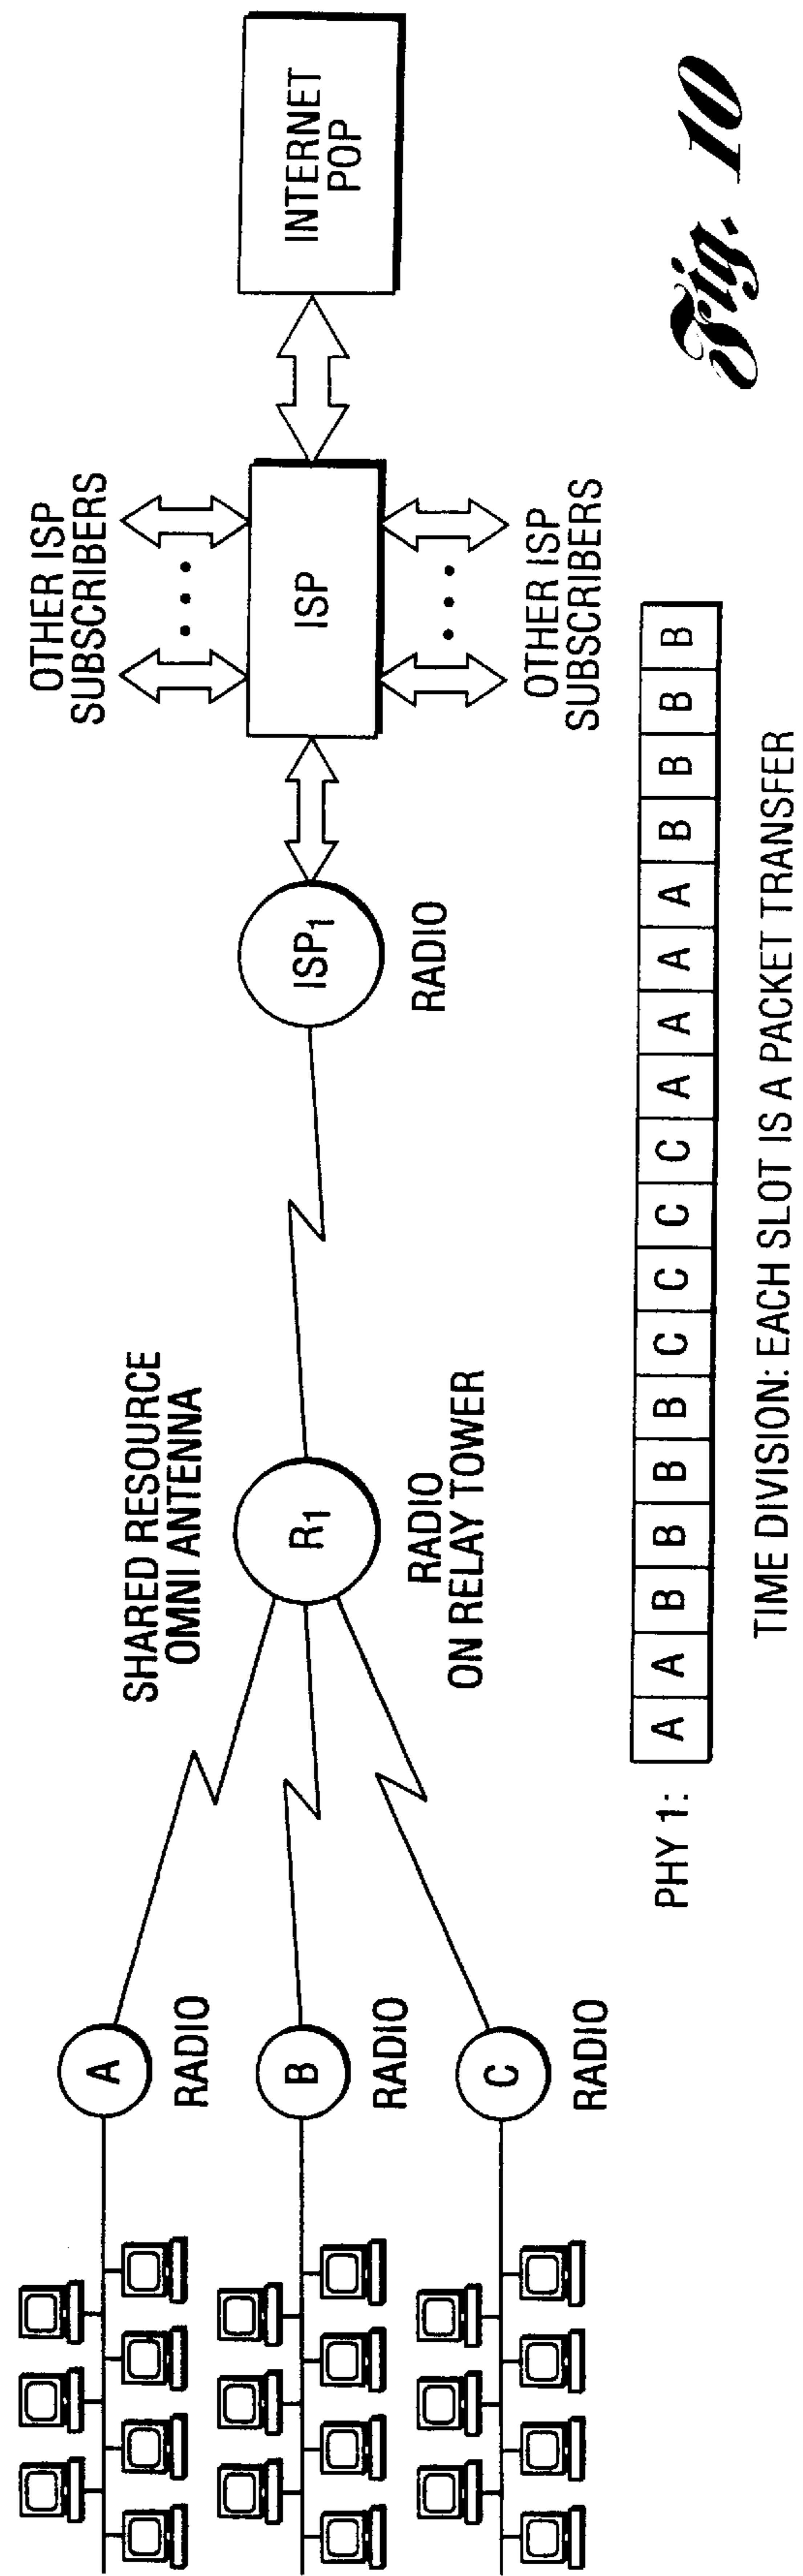 A
RADIO
B
RADIO
C
RADIO
SHARED RESOURCE
OMNI ANTENNA
R1
RADIO
ON RELAY TOWER
ISP1
RADIO
OTHER ISP
SUBSCRIBERS
ISP
OTHER ISP
SUBSCRIBERS
INTERNET
POP
PHY 1: A A B B B B C C C C A A A A B B B B
TIME DIVISION: EACH SLOT IS A PACKET TRANSFER
Fig. 10